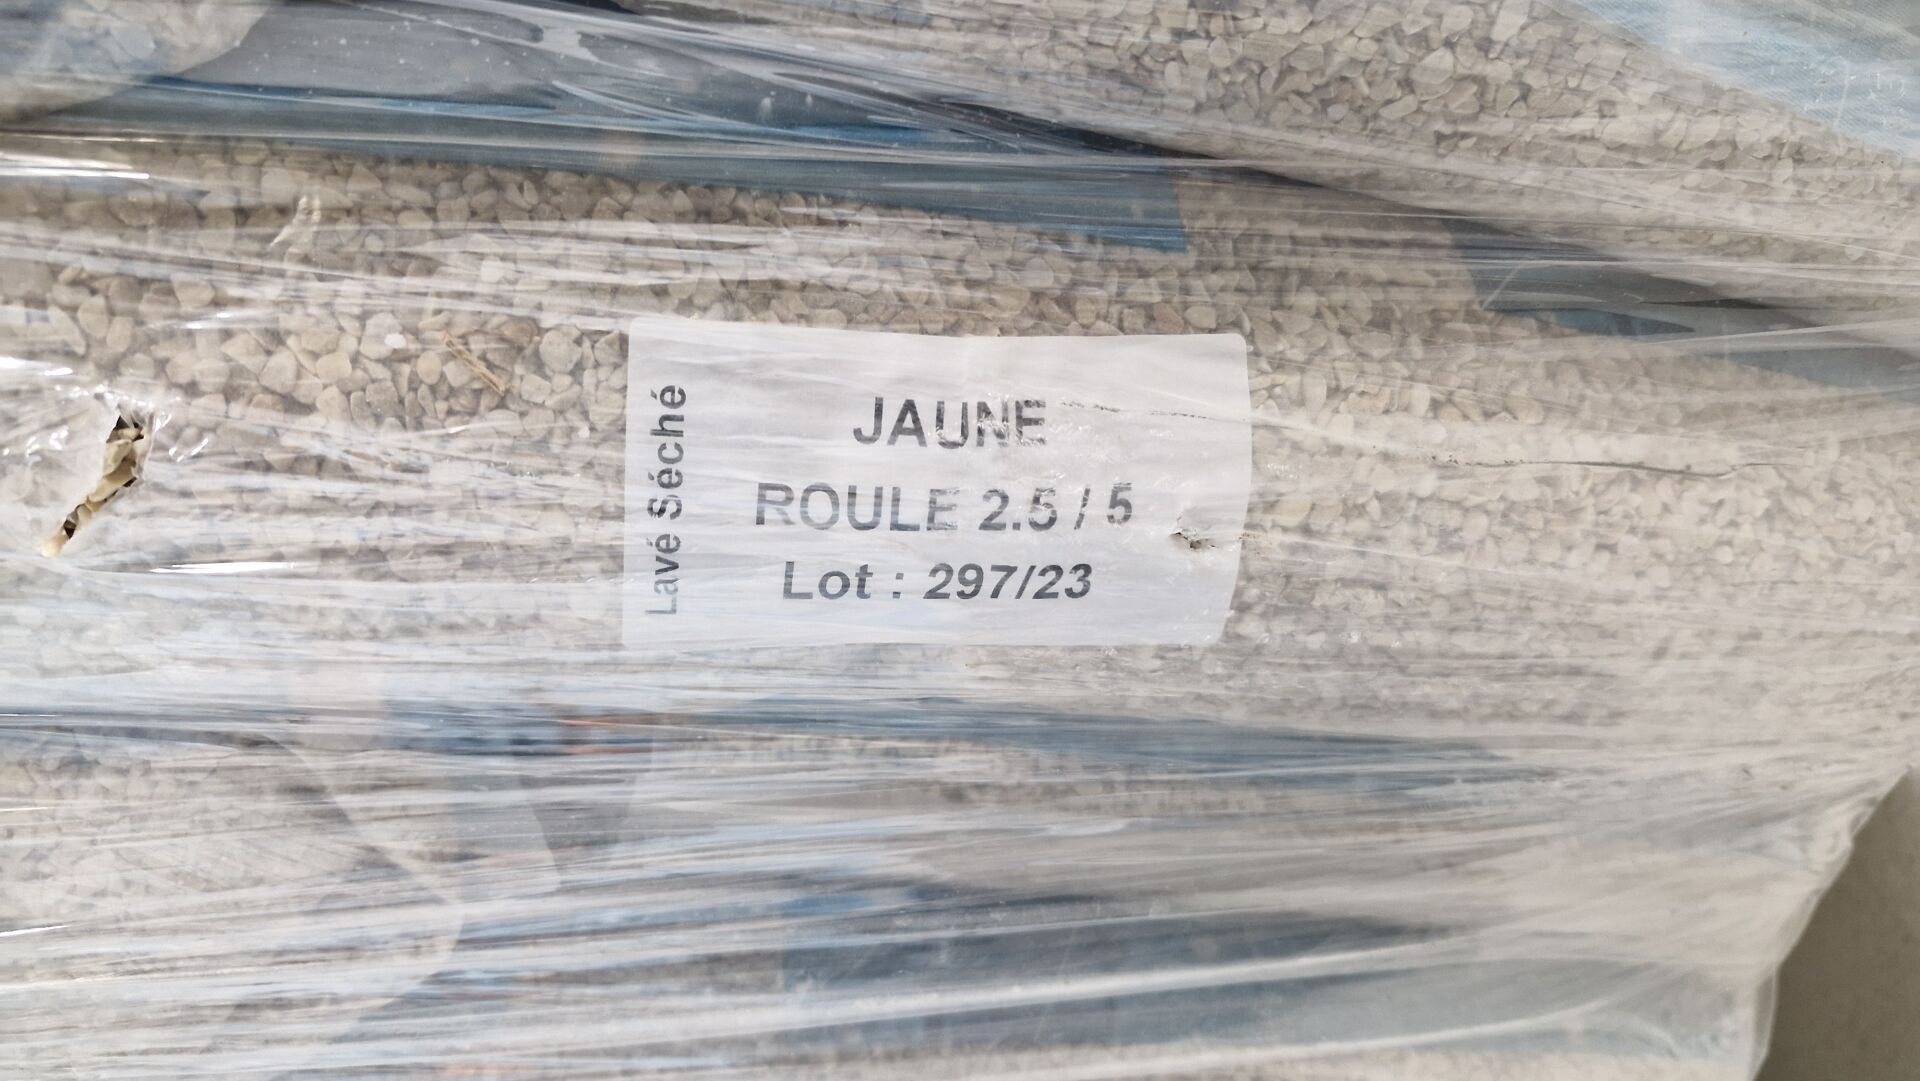 Lavé Séché
JAUNE
ROULE 2.5 / 5
Lot : 297/23